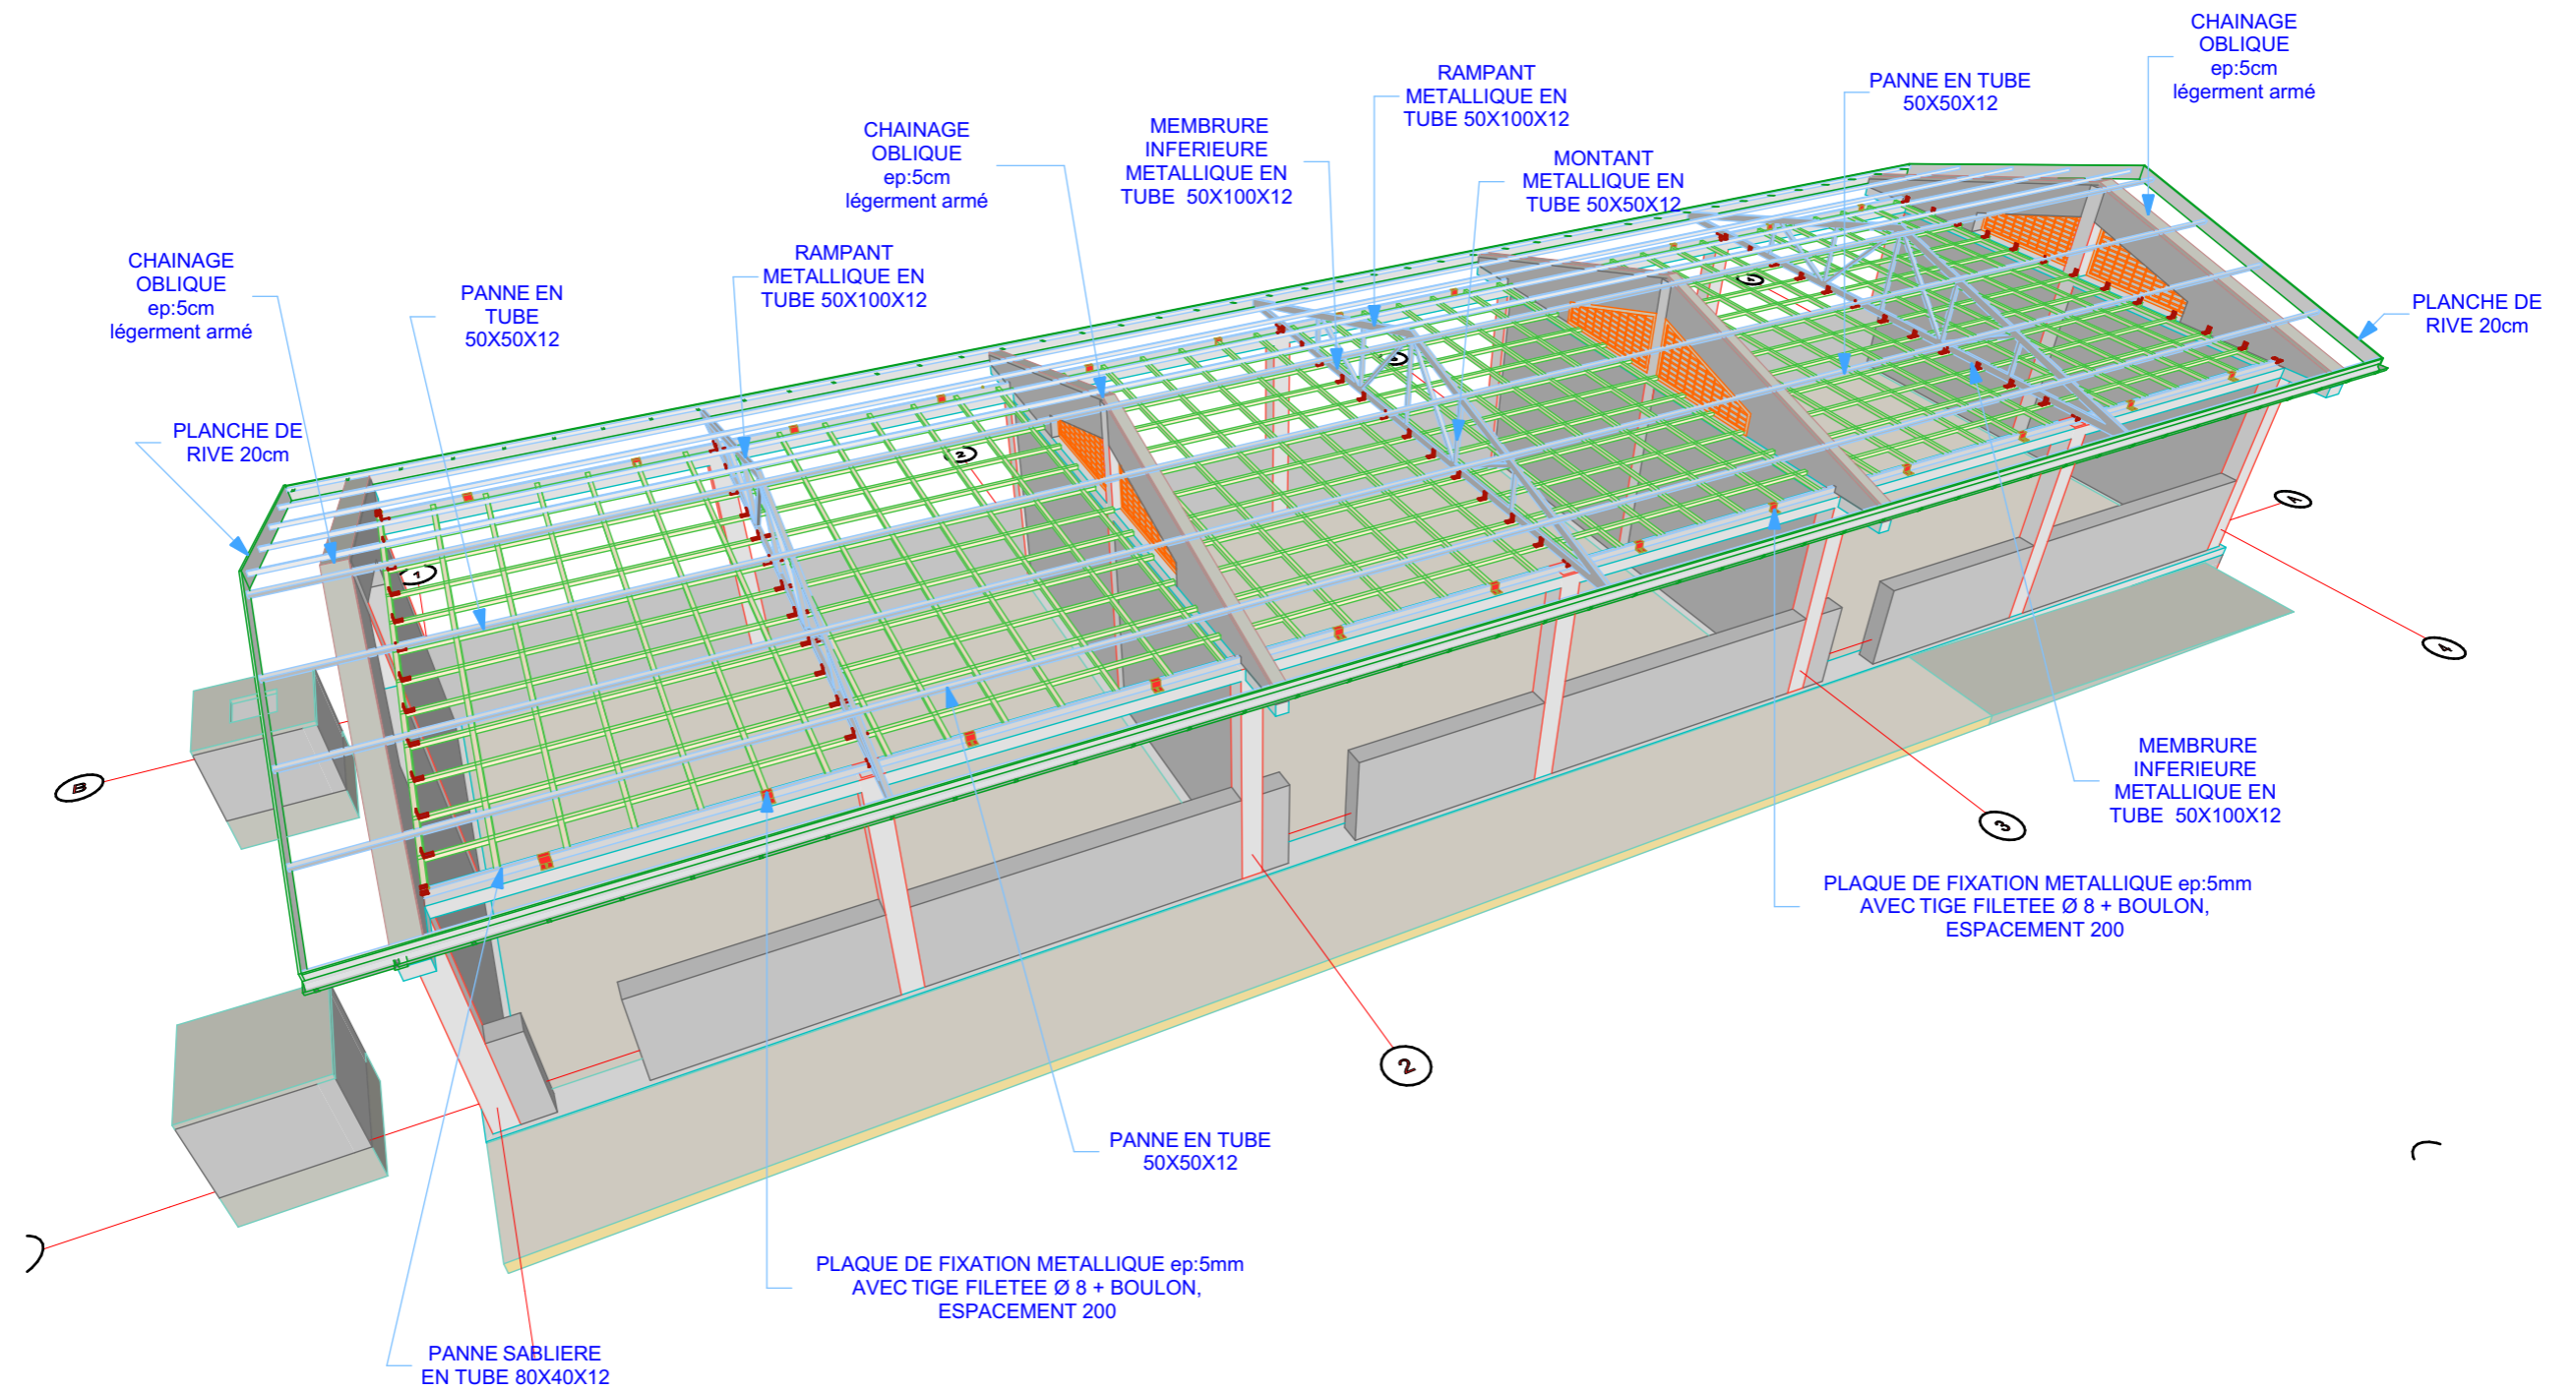 CHAINAGE
OBLIQUE
ep:5cm
légerment armé
RAMPANT
METALLIQUE EN
TUBE 50X100X12
PANNE EN TUBE
50X50X12
MEMBRURE
INFERIEURE
METALLIQUE EN
TUBE 50X100X12
CHAINAGE
OBLIQUE
ep:5cm
légerment armé
MONTANT
METALLIQUE EN
TUBE 50X50X12
RAMPANT
METALLIQUE EN
TUBE 50X100X12
CHAINAGE
OBLIQUE
ep:5cm
légerment armé
PANNE EN
TUBE
50X50X12
PLANCHE DE
RIVE 20cm
PLANCHE DE
RIVE 20cm
2
1
A
4
B
3
2
MEMBRURE
INFERIEURE
METALLIQUE EN
TUBE 50X100X12
PLAQUE DE FIXATION METALLIQUE ep:5mm
AVEC TIGE FILETEE Ø 8 + BOULON,
ESPACEMENT 200
PANNE EN TUBE
50X50X12
PLAQUE DE FIXATION METALLIQUE ep:5mm
AVEC TIGE FILETEE Ø 8 + BOULON,
ESPACEMENT 200
PANNE SABLIERE
EN TUBE 80X40X12